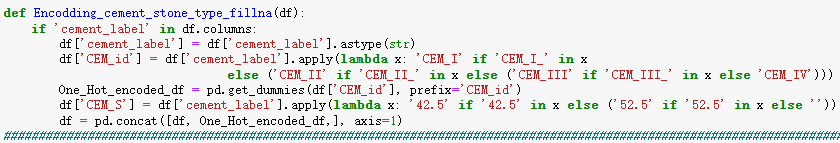 def Encodding_cement_stone_type_fillna(df):
    if 'cement_label' in df.columns:
        df['cement_label'] = df['cement_label'].astype(str)
        df['CEM_id'] = df['cement_label'].apply(lambda x: 'CEM_I' if 'CEM_I_' in x
                                else ('CEM_II' if 'CEM_II_' in x else ('CEM_III' if 'CEM_III_' in x else 'CEM_IV')))
        One_Hot_encoded_df = pd.get_dummies(df['CEM_id'], prefix='CEM_id')
        df['CEM_S'] = df['cement_label'].apply(lambda x: '42.5' if '42.5' in x else ('52.5' if '52.5' in x else ''))
        df = pd.concat([df, One_Hot_encoded_df,], axis=1)
########################################################################################################################